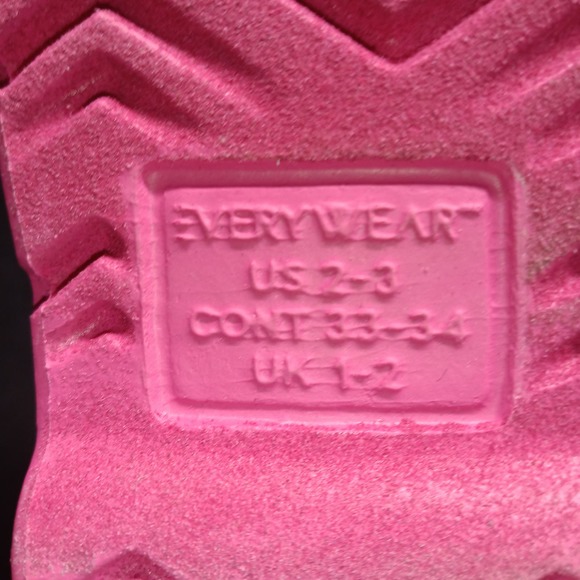 EVERYWEAR™
US 2-3
CONT 33-34
UK 1-2